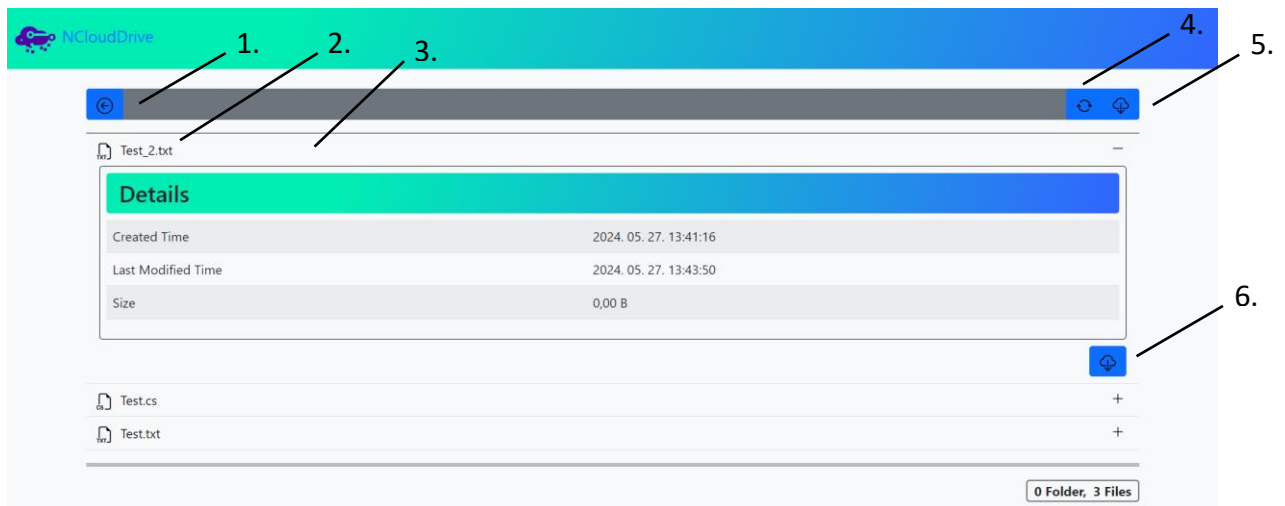 NCloudDrive
1.
2.
3.
4.
5.
Test_2.txt
Details
Created Time 2024. 05. 27. 13:41:16
Last Modified Time 2024. 05. 27. 13:43:50
Size 0,00 B
6.
Test.cs
Test.txt
0 Folder, 3 Files